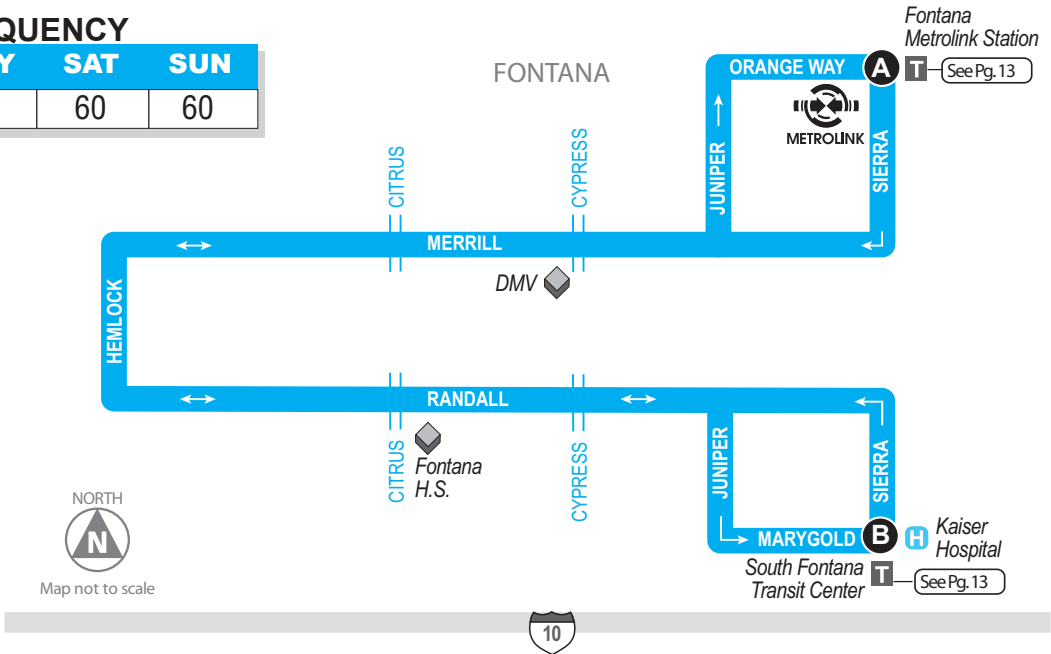 QUENCY
Y SAT SUN
60 60
FONTANA
Fontana
Metrolink Station
ORANGE WAY A T See Pg. 13
METROLINK
JUNIPER
SIERRA
CITRUS
CYPRESS
MERRILL
DMV
HEMLOCK
RANDALL
CITRUS
Fontana
H.S.
CYPRESS
JUNIPER
SIERRA
MARYGOLD B H Kaiser
Hospital
South Fontana
Transit Center T See Pg. 13
NORTH
N
Map not to scale
10